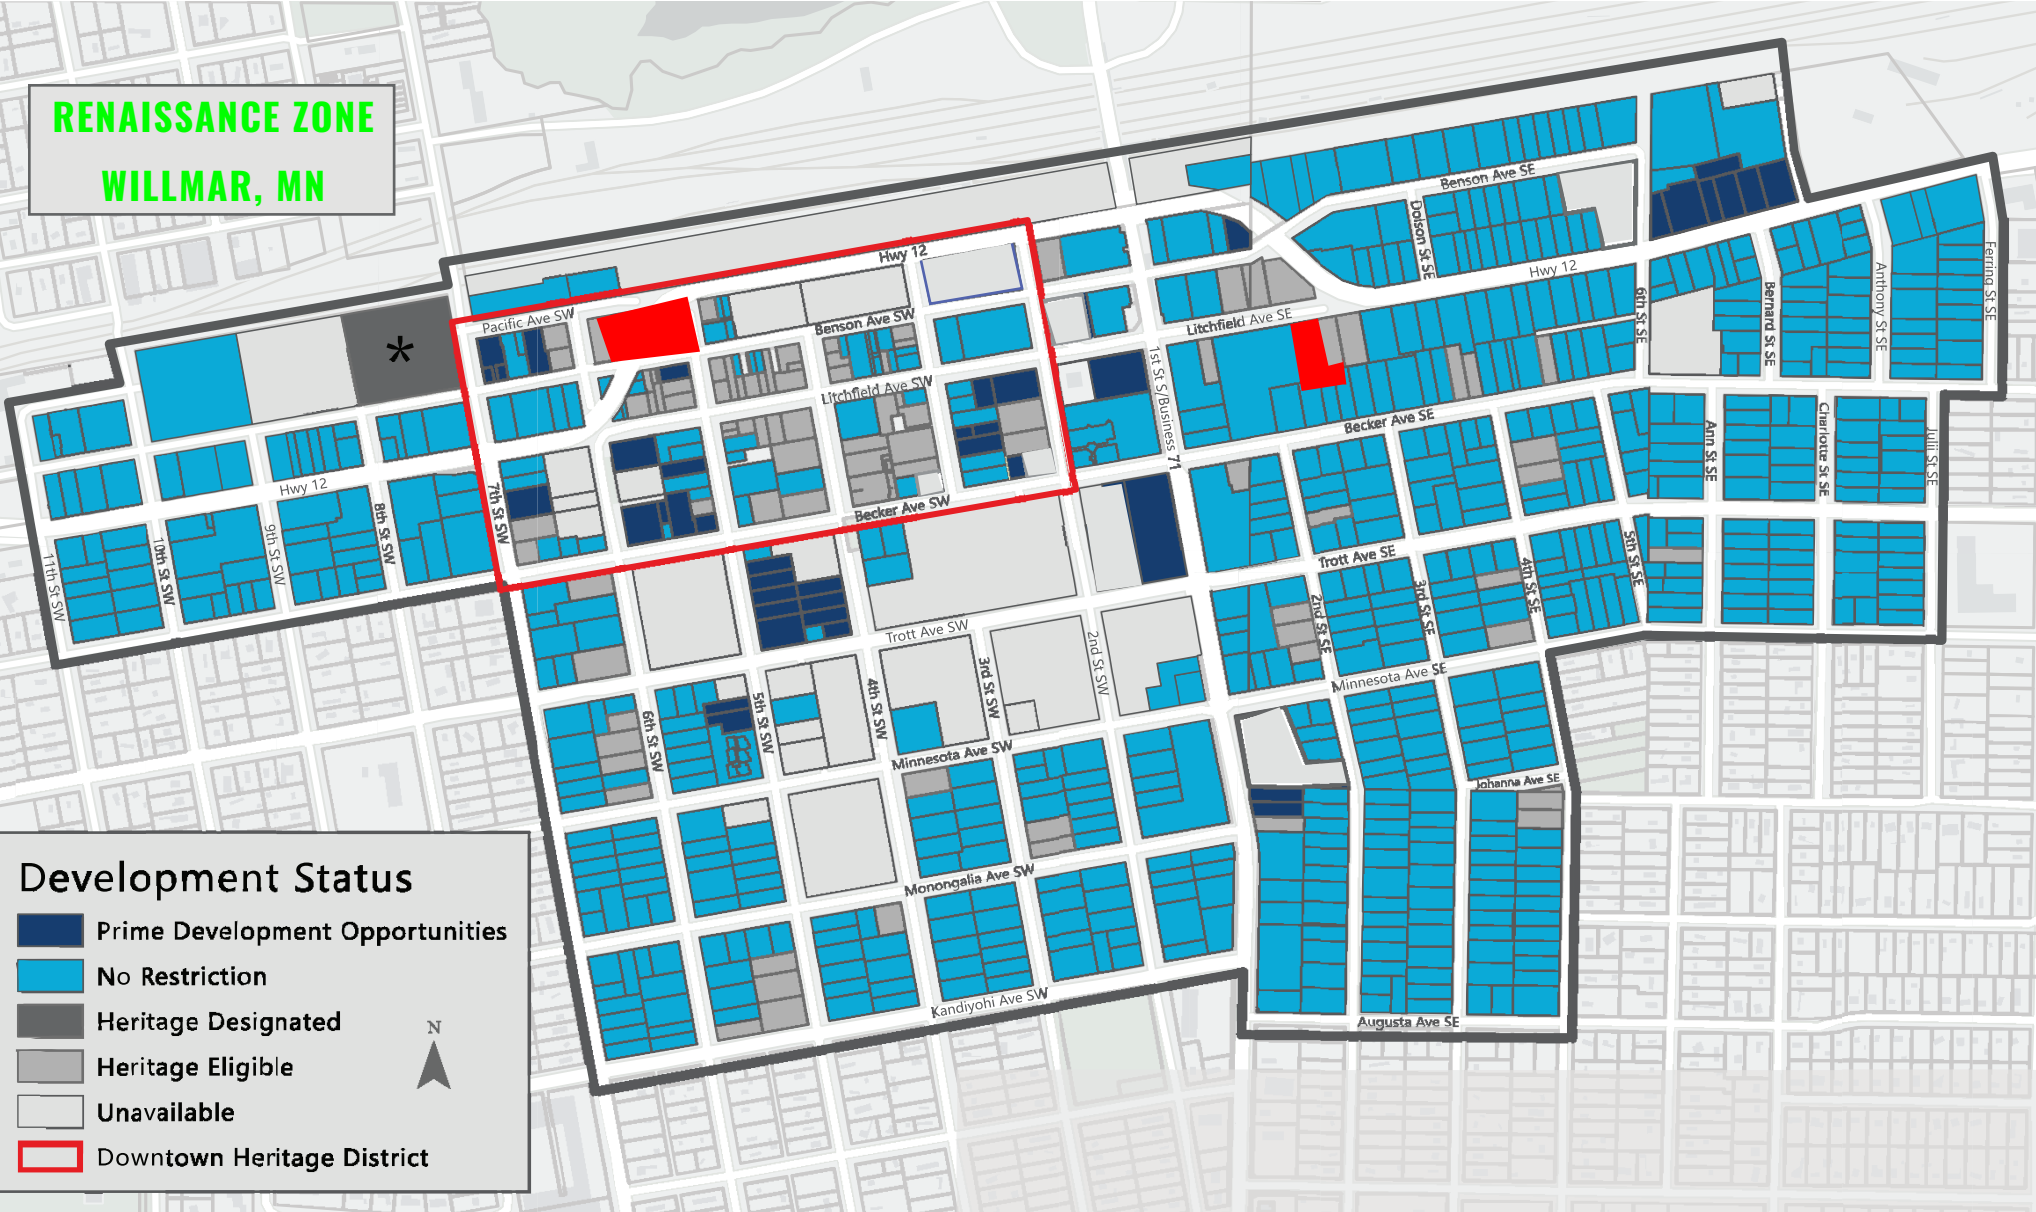 RENAISSANCE ZONE
WILLMAR, MN
Benson Ave SE
Dolson St SE
Hwy 12
Hwy 12
Ferring St SE
Anthony St SE
Bernard St SE
6th St SE
Pacific Ave SW
Benson Ave SW
Litchfield Ave SE
*
Litchfield Ave SW
1st St S/Business 71
Becker Ave SE
Charlotte St SE
Ann St SE
Julii St SE
Hwy 12
7th St SW
8th St SW
9th St SW
10th St SW
11th St SW
Becker Ave SW
Trott Ave SE
5th St SE
4th St SE
3rd St SE
2nd St SE
Trott Ave SW
2nd St SW
3rd St SW
4th St SW
5th St SW
6th St SW
Minnesota Ave SE
Minnesota Ave SW
Johanna Ave SE
Monongalia Ave SW
Kandiyohi Ave SW
Augusta Ave SE
Development Status
Prime Development Opportunities
No Restriction
Heritage Designated
Heritage Eligible
Unavailable
Downtown Heritage District
N